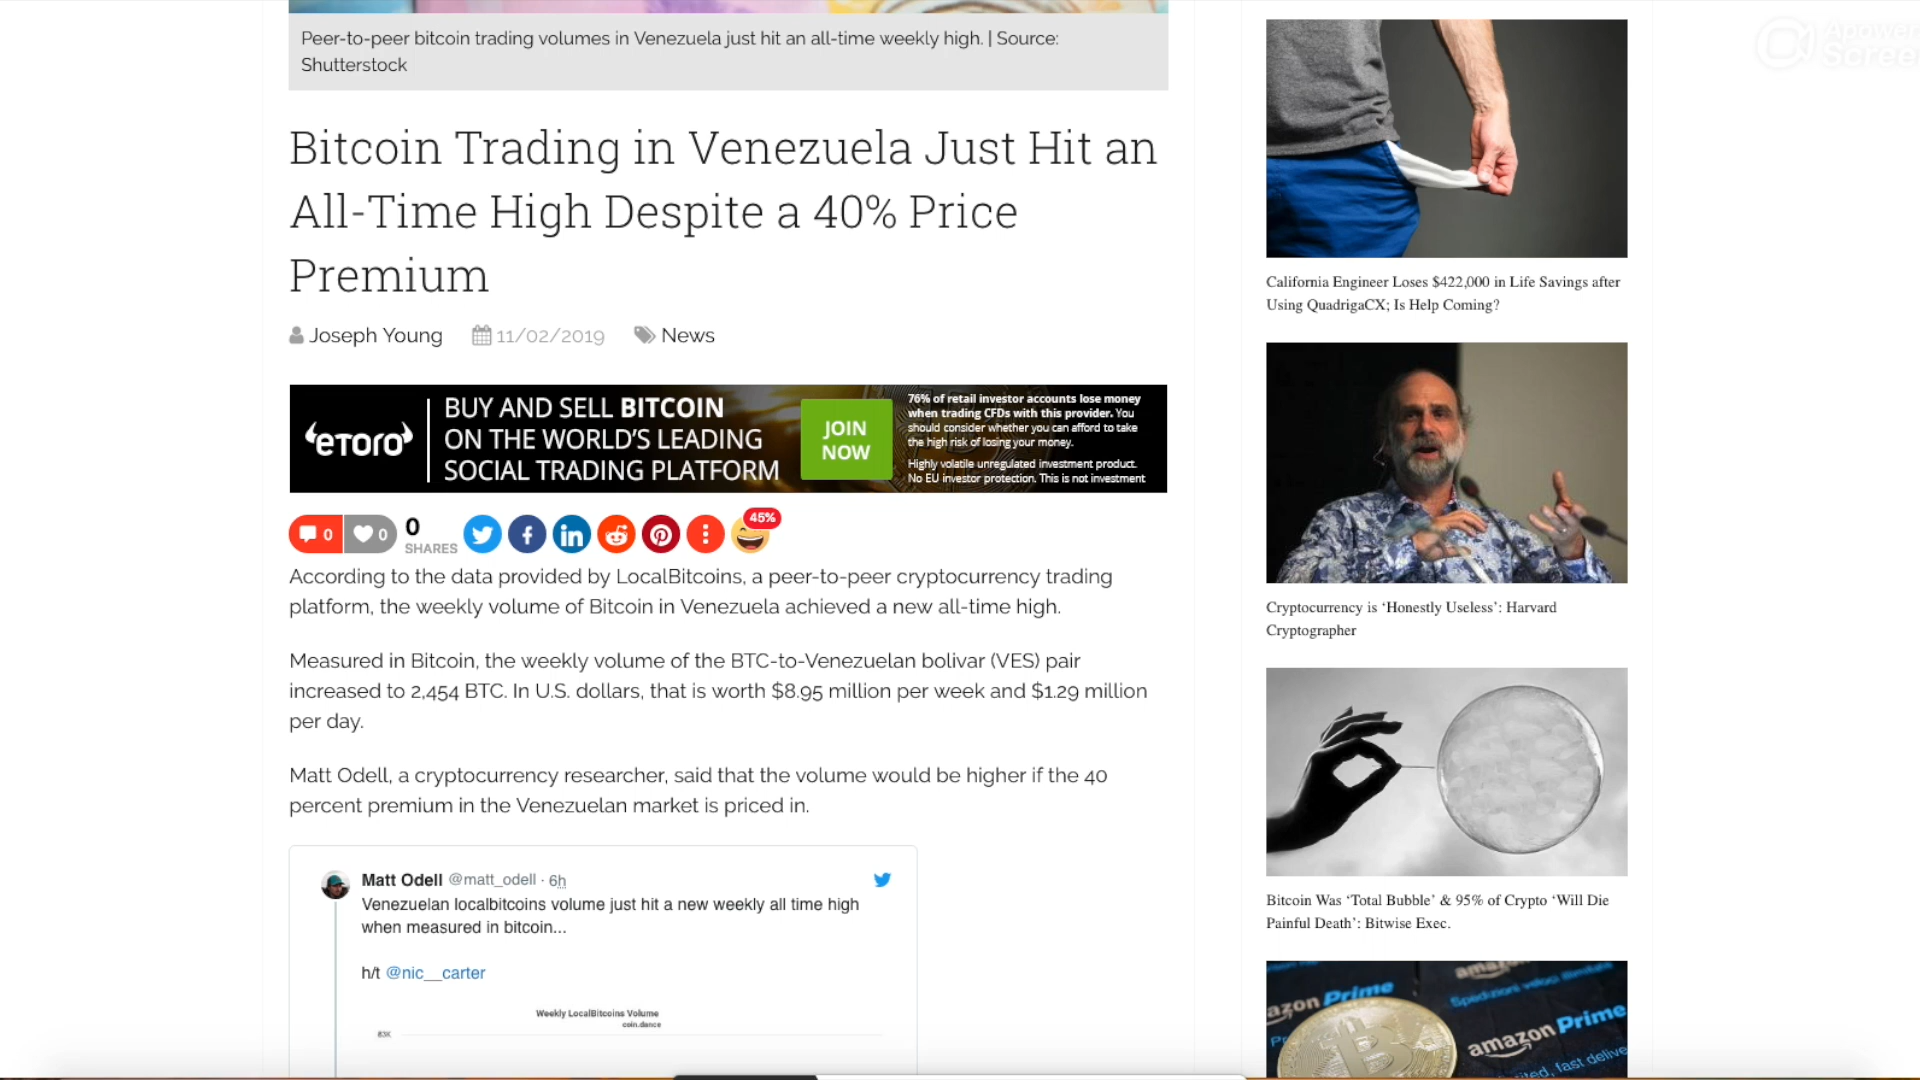 Peer-to-peer bitcoin trading volumes in Venezuela just hit an all-time weekly high. | Source:
Shutterstock
Bitcoin Trading in Venezuela Just Hit an
All-Time High Despite a 40% Price
Premium
Joseph Young 11/02/2019 News
eToro
BUY AND SELL BITCOIN
ON THE WORLD'S LEADING
SOCIAL TRADING PLATFORM
JOIN
NOW
76% of retail investor accounts lose money
when trading CFDs with this provider. You
should consider whether you can afford to take
the high risk of losing your money.
Highly volatile unregulated investment product.
No EU investor protection. This is not investment
0 0 0
SHARES
45%
According to the data provided by LocalBitcoins, a peer-to-peer cryptocurrency trading
platform, the weekly volume of Bitcoin in Venezuela achieved a new all-time high.
Measured in Bitcoin, the weekly volume of the BTC-to-Venezuelan bolivar (VES) pair
increased to 2,454 BTC. In U.S. dollars, that is worth $8.95 million per week and $1.29 million
per day.
Matt Odell, a cryptocurrency researcher, said that the volume would be higher if the 40
percent premium in the Venezuelan market is priced in.
Matt Odell @matt_odell · 6h
Venezuelan localbitcoins volume just hit a new weekly all time high
when measured in bitcoin...
h/t @nic__carter
Weekly LocalBitcoins Volume
coin.dance
83K
California Engineer Loses $422,000 in Life Savings after
Using QuadrigaCX; Is Help Coming?
Cryptocurrency is 'Honestly Useless': Harvard
Cryptographer
Bitcoin Was 'Total Bubble' & 95% of Crypto 'Will Die
Painful Death': Bitwise Exec.
amazon Prime